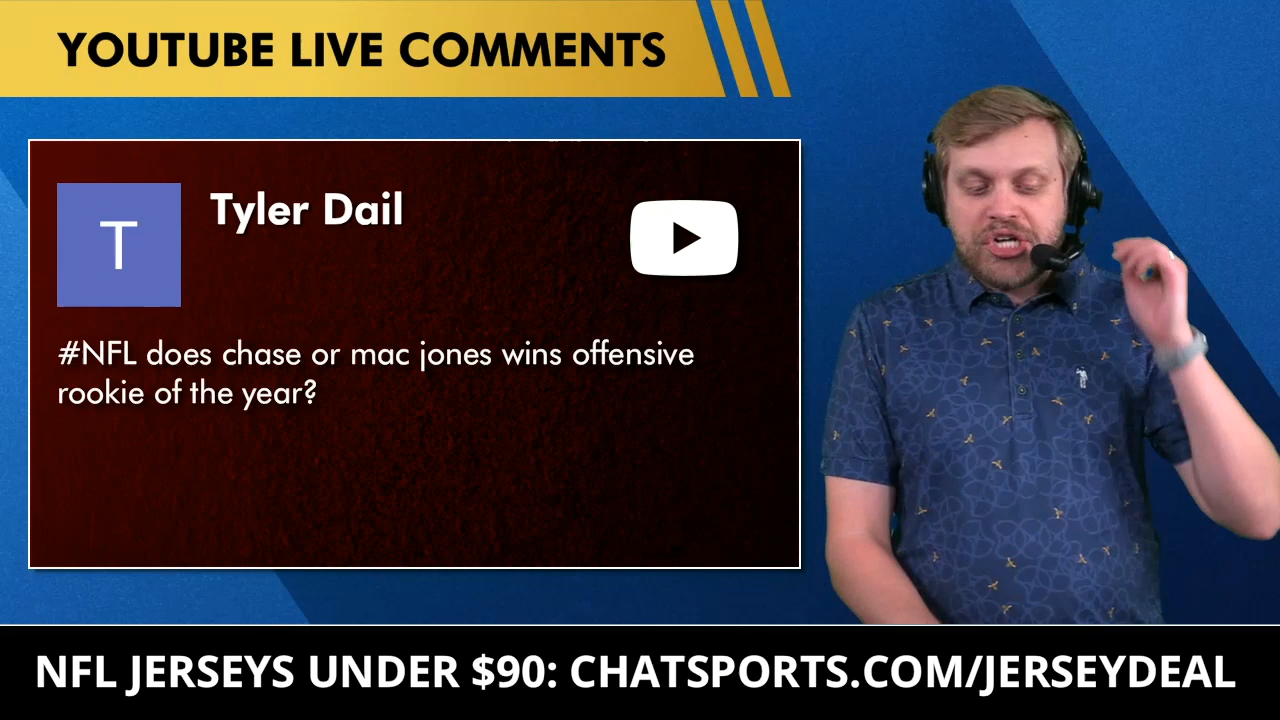 YOUTUBE LIVE COMMENTS
T
Tyler Dail
#NFL does chase or mac jones wins offensive
rookie of the year?
NFL JERSEYS UNDER $90: CHATSPORTS.COM/JERSEYDEAL